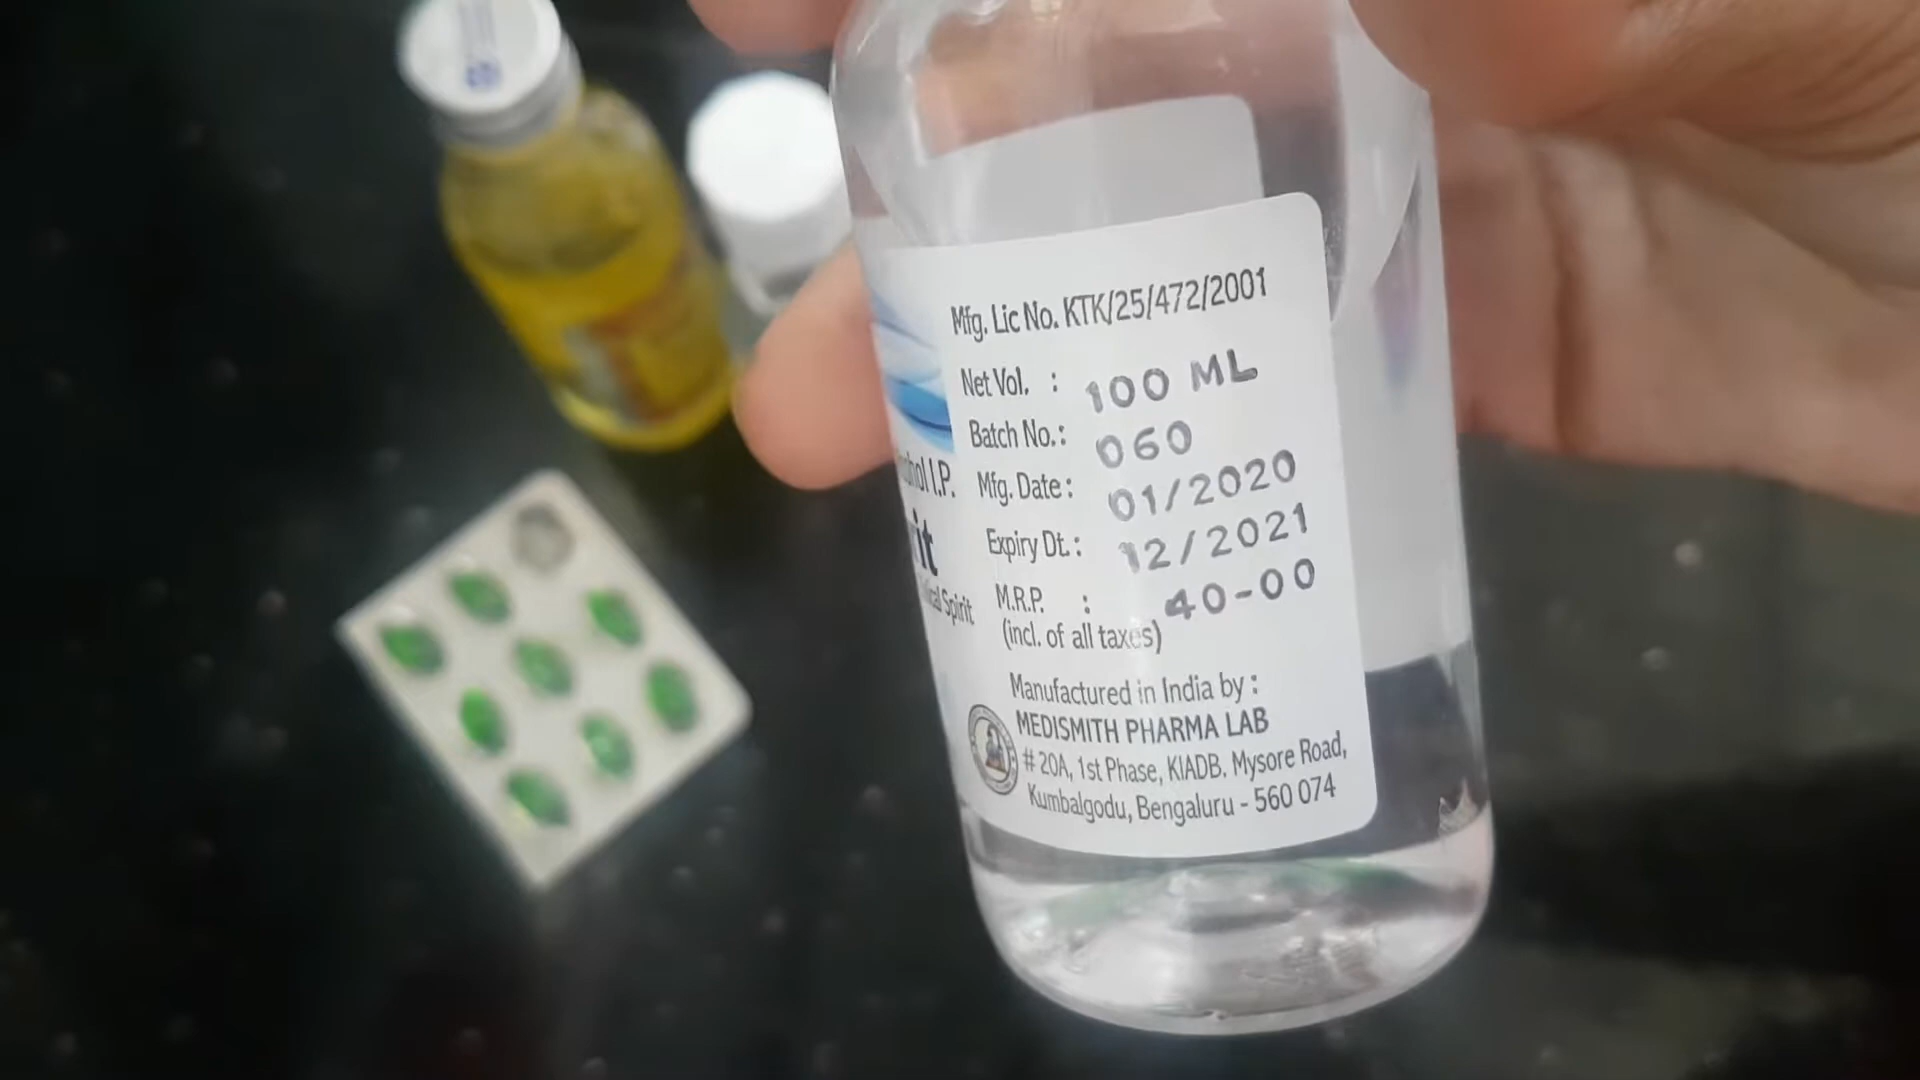 Mfg. Lic No. KTK/25/472/2001
Net Vol. : 100 ML
Batch No.: 060
Mfg. Date: 01/2020
Expiry Dt.: 12/2021
M.R.P. : 40-00
(incl. of all taxes)
Manufactured in India by :
MEDISMITH PHARMA LAB
# 20A, 1st Phase, KIADB. Mysore Road,
Kumbalgodu, Bengaluru - 560 074
I.P.
Spirit